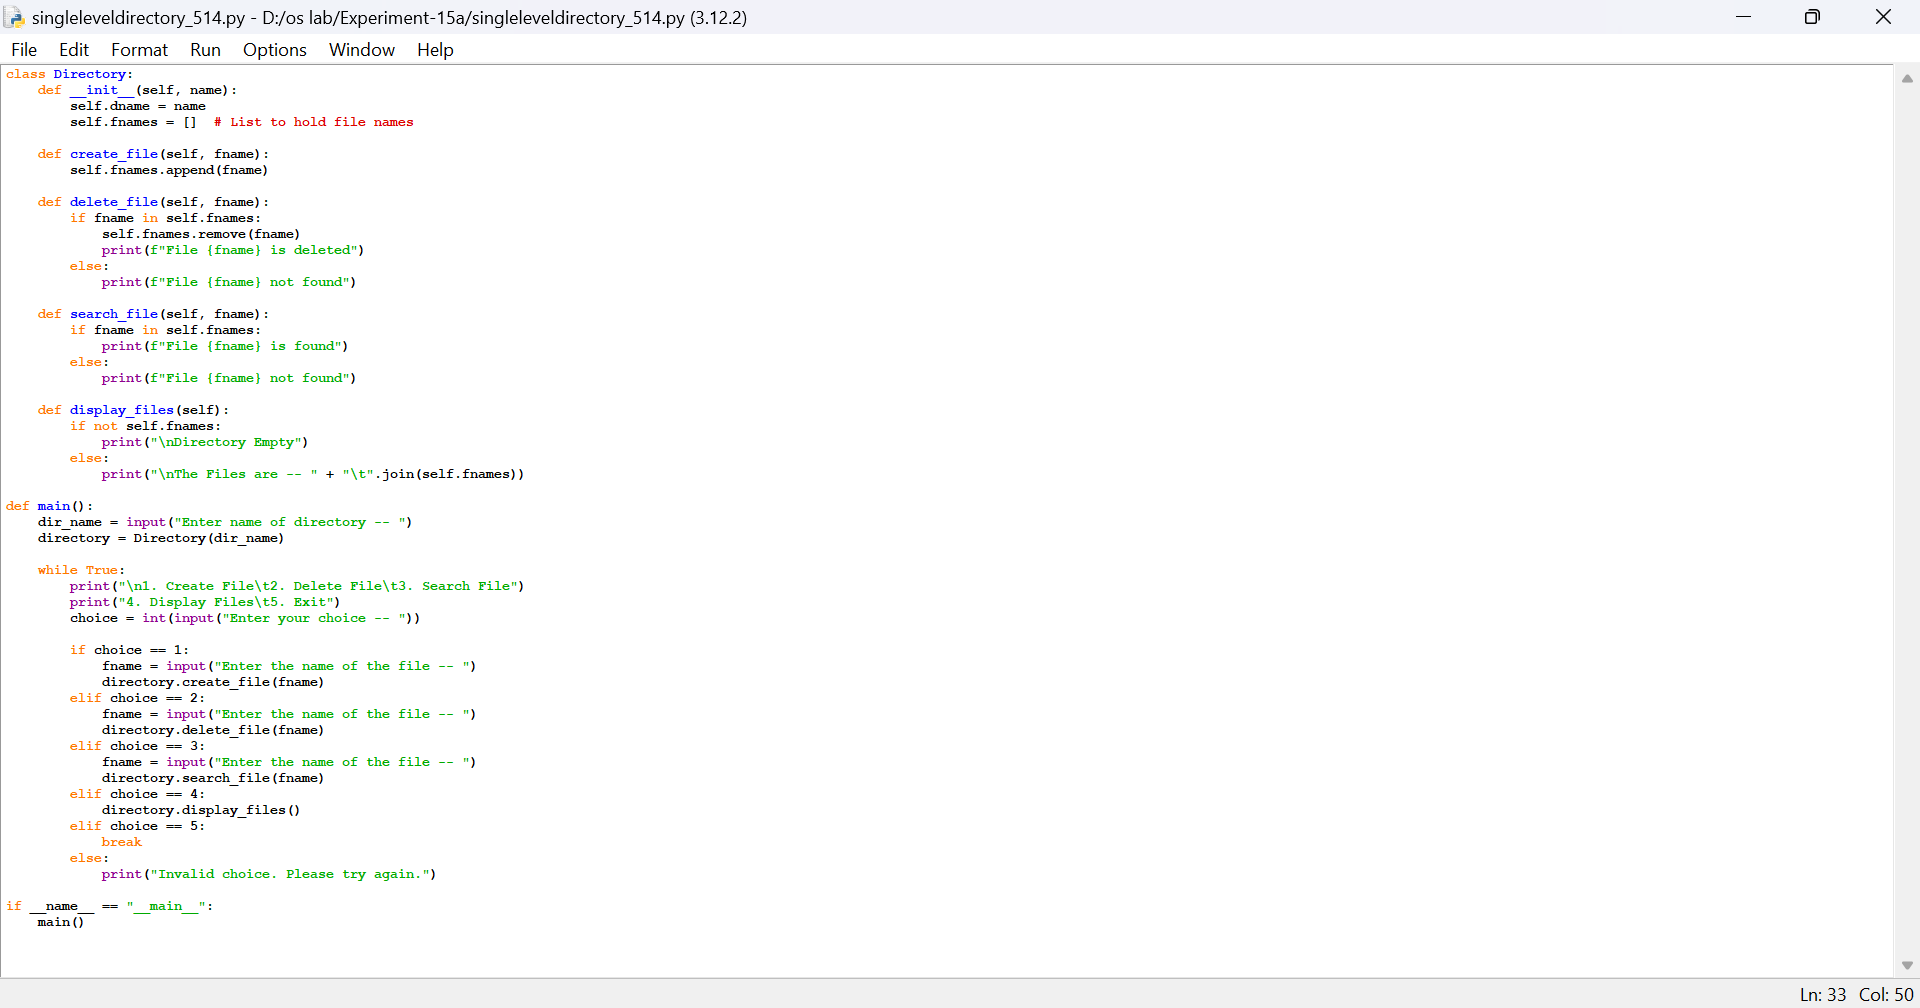 singleleveldirectory_514.py - D:/os lab/Experiment-15a/singleleveldirectory_514.py (3.12.2)
File Edit Format Run Options Window Help
class Directory:
    def __init__(self, name):
        self.dname = name
        self.fnames = []  # List to hold file names

    def create_file(self, fname):
        self.fnames.append(fname)

    def delete_file(self, fname):
        if fname in self.fnames:
            self.fnames.remove(fname)
            print(f"File {fname} is deleted")
        else:
            print(f"File {fname} not found")

    def search_file(self, fname):
        if fname in self.fnames:
            print(f"File {fname} is found")
        else:
            print(f"File {fname} not found")

    def display_files(self):
        if not self.fnames:
            print("\nDirectory Empty")
        else:
            print("\nThe Files are -- " + "\t".join(self.fnames))

def main():
    dir_name = input("Enter name of directory -- ")
    directory = Directory(dir_name)

    while True:
        print("\n1. Create File\t2. Delete File\t3. Search File")
        print("4. Display Files\t5. Exit")
        choice = int(input("Enter your choice -- "))

        if choice == 1:
            fname = input("Enter the name of the file -- ")
            directory.create_file(fname)
        elif choice == 2:
            fname = input("Enter the name of the file -- ")
            directory.delete_file(fname)
        elif choice == 3:
            fname = input("Enter the name of the file -- ")
            directory.search_file(fname)
        elif choice == 4:
            directory.display_files()
        elif choice == 5:
            break
        else:
            print("Invalid choice. Please try again.")

if __name__ == "__main__":
    main()
Ln: 33 Col: 50